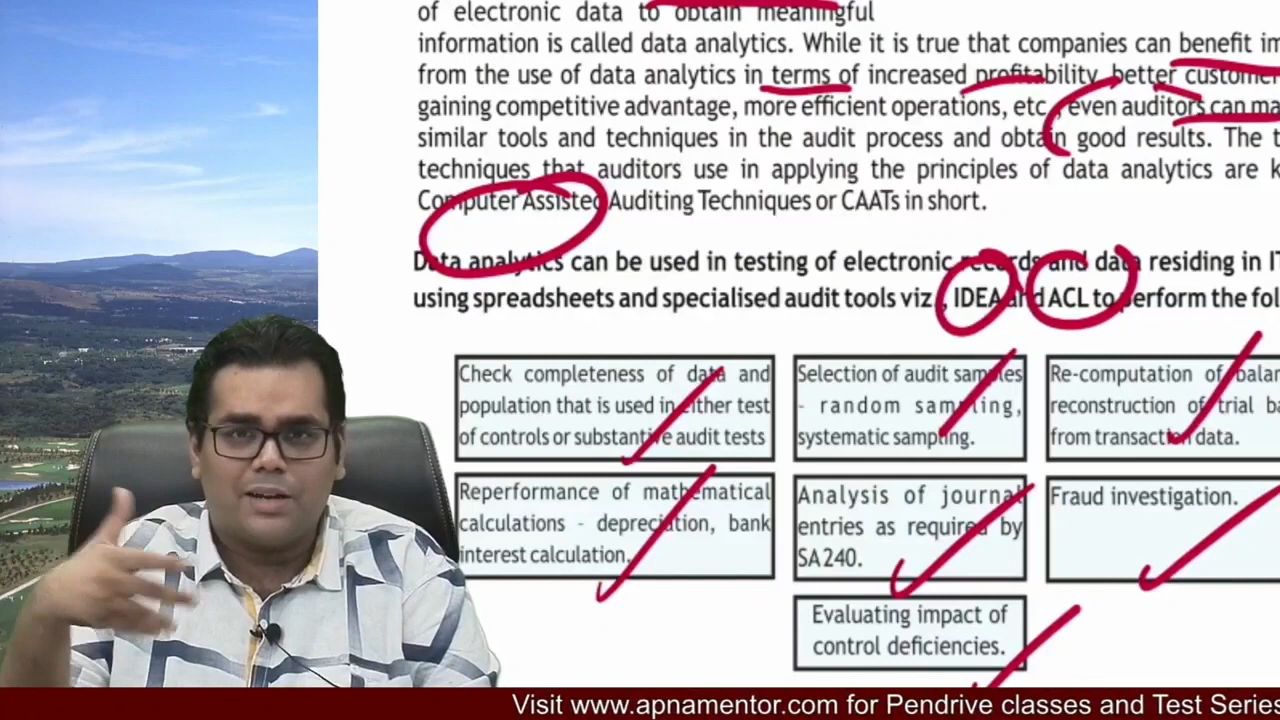 of electronic data to obtain meaningful
information is called data analytics. While it is true that companies can benefit
from the use of data analytics in terms of increased profitability, better customer
gaining competitive advantage, more efficient operations, etc., even auditors can
similar tools and techniques in the audit process and obtain good results. The
techniques that auditors use in applying the principles of data analytics are
Computer Assisted Auditing Techniques or CAATs in short.
Data analytics can be used in testing of electronic records and data residing in
using spreadsheets and specialised audit tools viz., IDEA and ACL to perform the
Check completeness of data and
population that is used in either test
of controls or substantive audit tests
Selection of audit samples
- random sampling,
systematic sampling.
Re-computation of
reconstruction of trial
from transaction data.
Reperformance of mathematical
calculations - depreciation, bank
interest calculation.
Analysis of journal
entries as required by
SA 240.
Fraud investigation.
Evaluating impact of
control deficiencies.
Visit www.apnamentor.com for Pendrive classes and Test Series